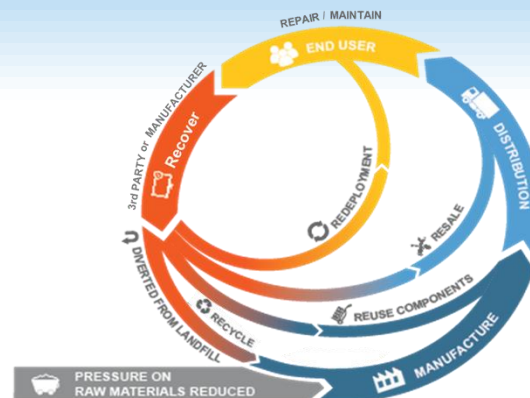 REPAIR / MAINTAIN
END USER
3rd PARTY or MANUFACTURER
Recover
DISTRIBUTION
REDEPLOYMENT
RESALE
DIVERTED FROM LANDFILL
RECYCLE
REUSE COMPONENTS
MANUFACTURE
PRESSURE ON
RAW MATERIALS REDUCED